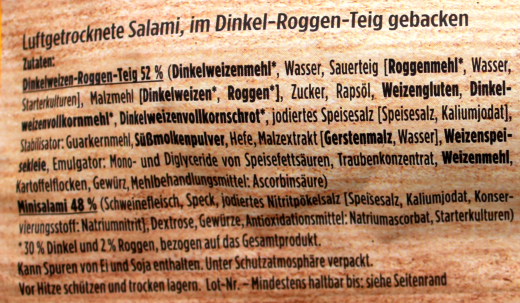 Luftgetrocknete Salami, im Dinkel-Roggen-Teig gebacken
Zutaten:
Dinkelweizen-Roggen-Teig 52 % (Dinkelweizenmehl*, Wasser, Sauerteig [Roggenmehl*, Wasser,
Starterkulturen], Malzmehl [Dinkelweizen*, Roggen*], Zucker, Rapsöl, Weizengluten, Dinkel-
weizenvollkornmehl*, Dinkelweizenvollkornschrot*, jodiertes Speisesalz [Speisesalz, Kaliumjodat],
Stabilisator: Guarkernmehl, Süßmolkenpulver, Hefe, Malzextrakt [Gerstenmalz, Wasser], Weizenspei-
sekleie, Emulgator: Mono- und Diglyceride von Speisefettsäuren, Traubenkonzentrat, Weizenmehl,
Kartoffelflocken, Gewürz, Mehlbehandlungsmittel: Ascorbinsäure)
Minisalami 48 % (Schweinefleisch, Speck, jodiertes Nitritpökelsalz [Speisesalz, Kaliumjodat, Konser-
vierungsstoff: Natriumnitrit], Dextrose, Gewürze, Antioxidationsmittel: Natriumascorbat, Starterkulturen)
*30 % Dinkel und 2 % Roggen, bezogen auf das Gesamtprodukt.
Kann Spuren von Ei und Soja enthalten. Unter Schutzatmosphäre verpackt.
Vor Hitze schützen und trocken lagern. Lot-Nr. – Mindestens haltbar bis: siehe Seitenrand